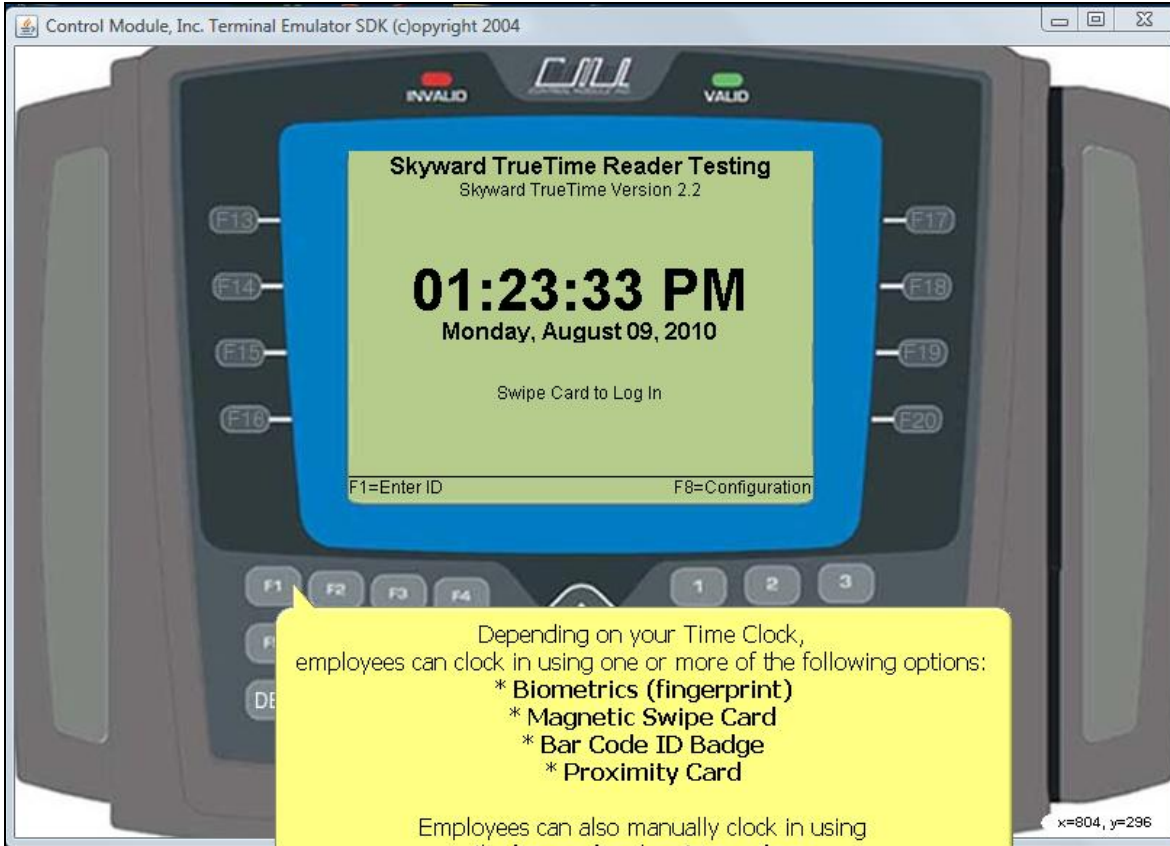 Control Module, Inc. Terminal Emulator SDK (c)opyright 2004
CMI
INVALID
VALID
Skyward TrueTime Reader Testing
Skyward TrueTime Version 2.2
F13
F17
01:23:33 PM
F14
F18
Monday, August 09, 2010
F15
F19
Swipe Card to Log In
F16
F20
F1=Enter ID
F8=Configuration
F1
F2
F3
F4
1
2
3
DE
Depending on your Time Clock,
employees can clock in using one or more of the following options:
* Biometrics (fingerprint)
* Magnetic Swipe Card
* Bar Code ID Badge
* Proximity Card
Employees can also manually clock in using
x=804, y=296